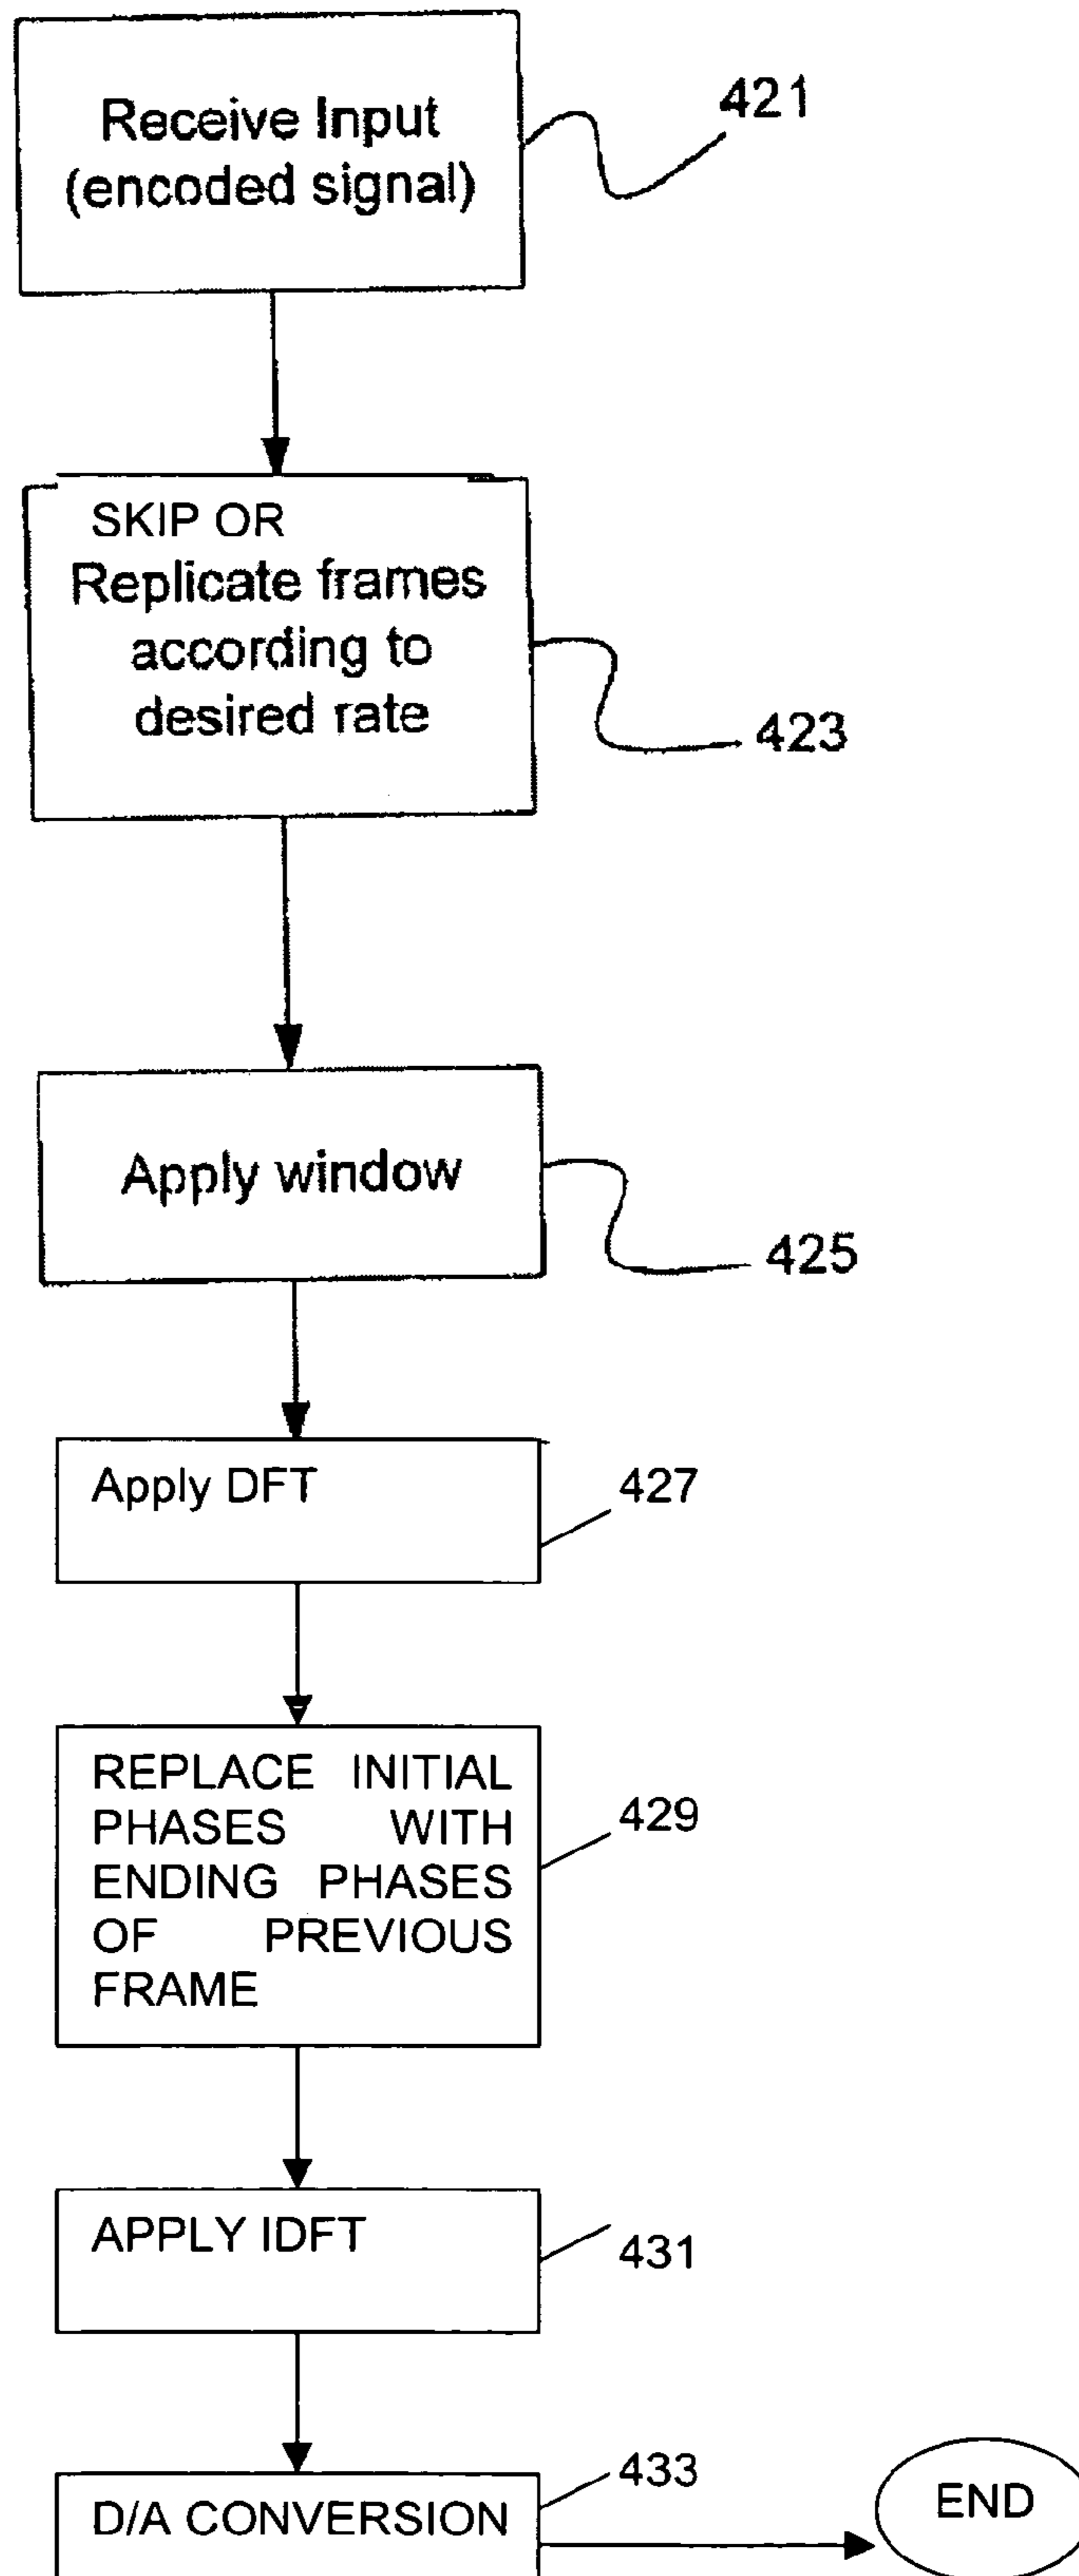 Receive Input
(encoded signal)
421
SKIP OR
Replicate frames
according to
desired rate
423
Apply window
425
Apply DFT
427
REPLACE INITIAL
PHASES WITH
ENDING PHASES
OF PREVIOUS
FRAME
429
APPLY IDFT
431
D/A CONVERSION
433
END